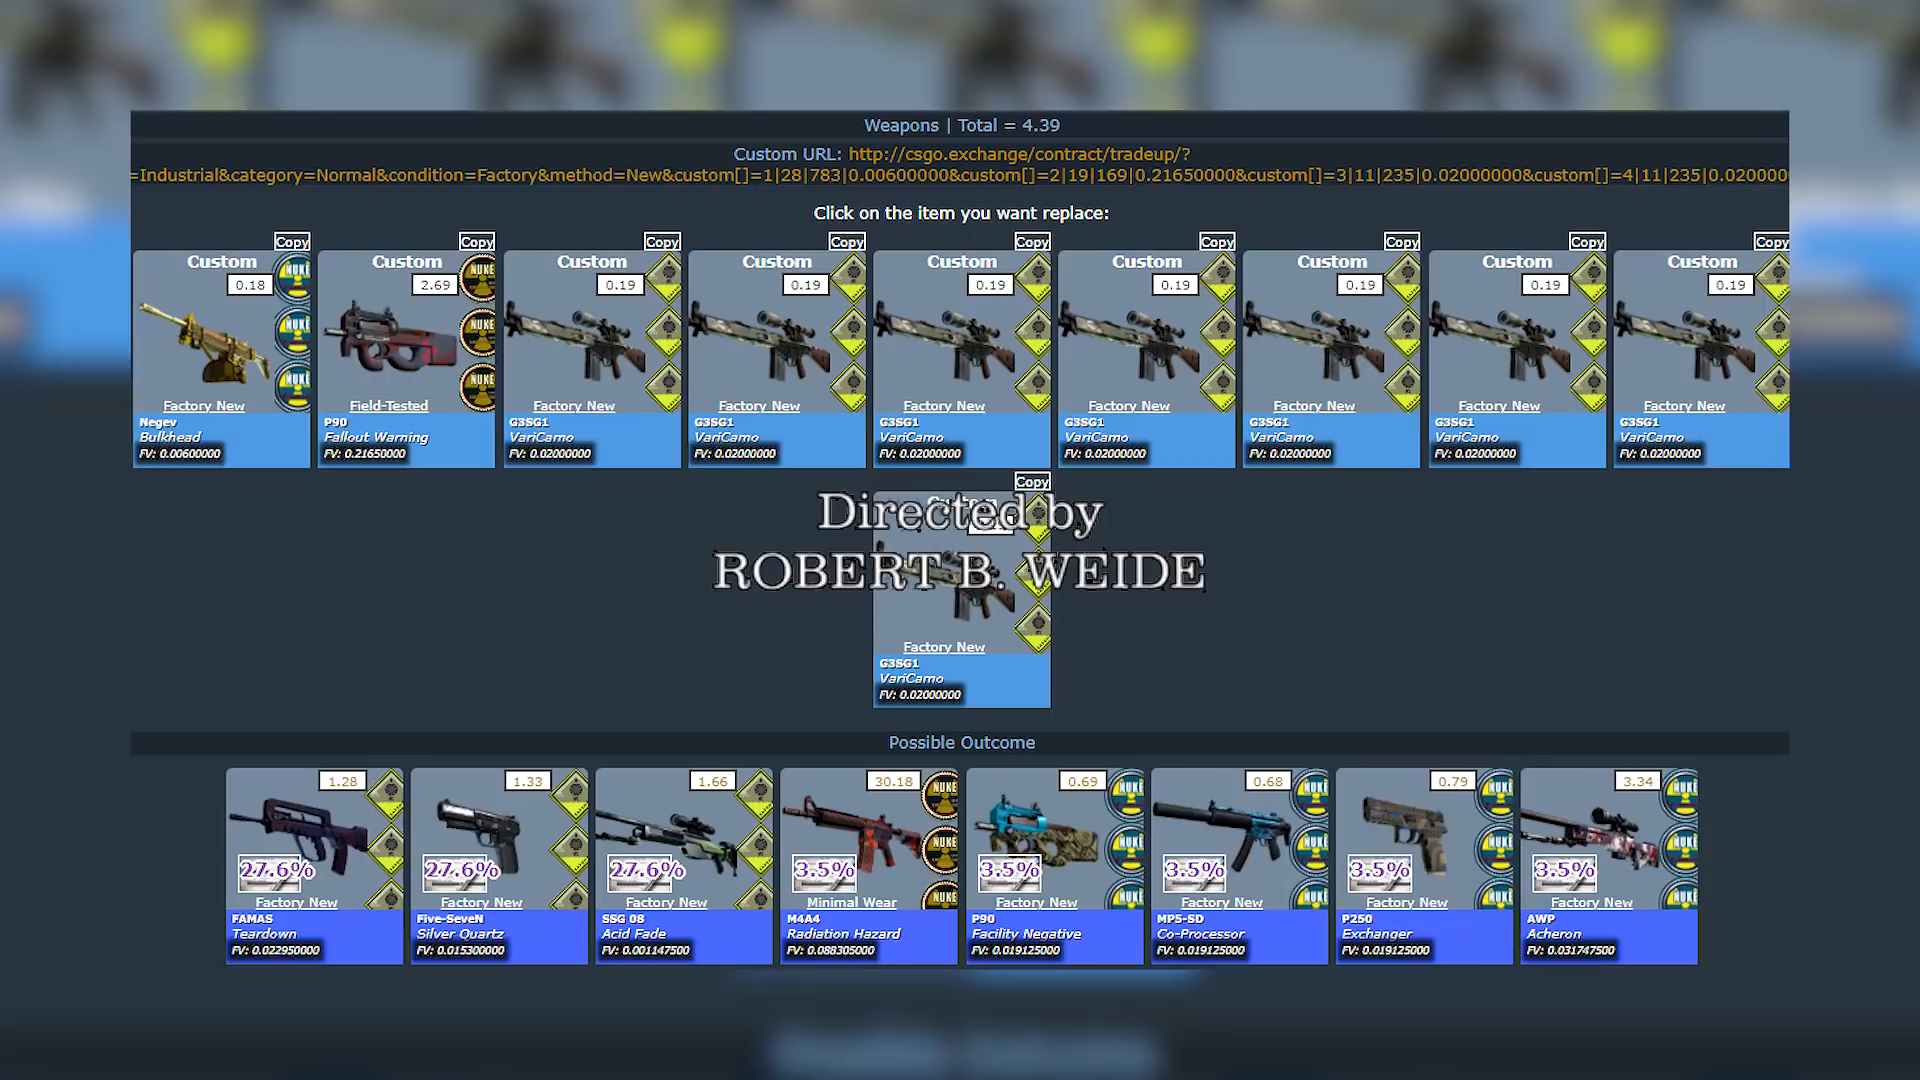 Weapons | Total = 4.39
Custom URL: http://csgo.exchange/contract/tradeup/?
=Industrial&category=Normal&condition=Factory&method=New&custom[]=1|28|783|0.00600000&custom[]=2|19|169|0.21650000&custom[]=3|11|235|0.02000000&custom[]=4|11|235|0.020000
Click on the item you want replace:
Copy Copy Copy Copy Copy Copy Copy Copy Copy
Custom Custom Custom Custom Custom Custom Custom Custom Custom
0.18 2.69 0.19 0.19 0.19 0.19 0.19 0.19 0.19
Factory New Field-Tested Factory New Factory New Factory New Factory New Factory New Factory New Factory New
Negev P90 G3SG1 G3SG1 G3SG1 G3SG1 G3SG1 G3SG1 G3SG1
Bulkhead Fallout Warning VariCamo VariCamo VariCamo VariCamo VariCamo VariCamo VariCamo
FV: 0.00600000 FV: 0.21650000 FV: 0.02000000 FV: 0.02000000 FV: 0.02000000 FV: 0.02000000 FV: 0.02000000 FV: 0.02000000 FV: 0.02000000
Copy
Directed by
ROBERT B. WEIDE
Factory New
G3SG1
VariCamo
FV: 0.02000000
Possible Outcome
1.28 1.33 1.66 30.18 0.69 0.68 0.79 3.34
27.6% 27.6% 27.6% 3.5% 3.5% 3.5% 3.5% 3.5%
Factory New Factory New Factory New Minimal Wear Factory New Factory New Factory New Factory New
FAMAS Five-SeveN SSG 08 M4A4 P90 MP5-SD P250 AWP
Teardown Silver Quartz Acid Fade Radiation Hazard Facility Negative Co-Processor Exchanger Acheron
FV: 0.022950000 FV: 0.015300000 FV: 0.001147500 FV: 0.088305000 FV: 0.019125000 FV: 0.019125000 FV: 0.019125000 FV: 0.031747500